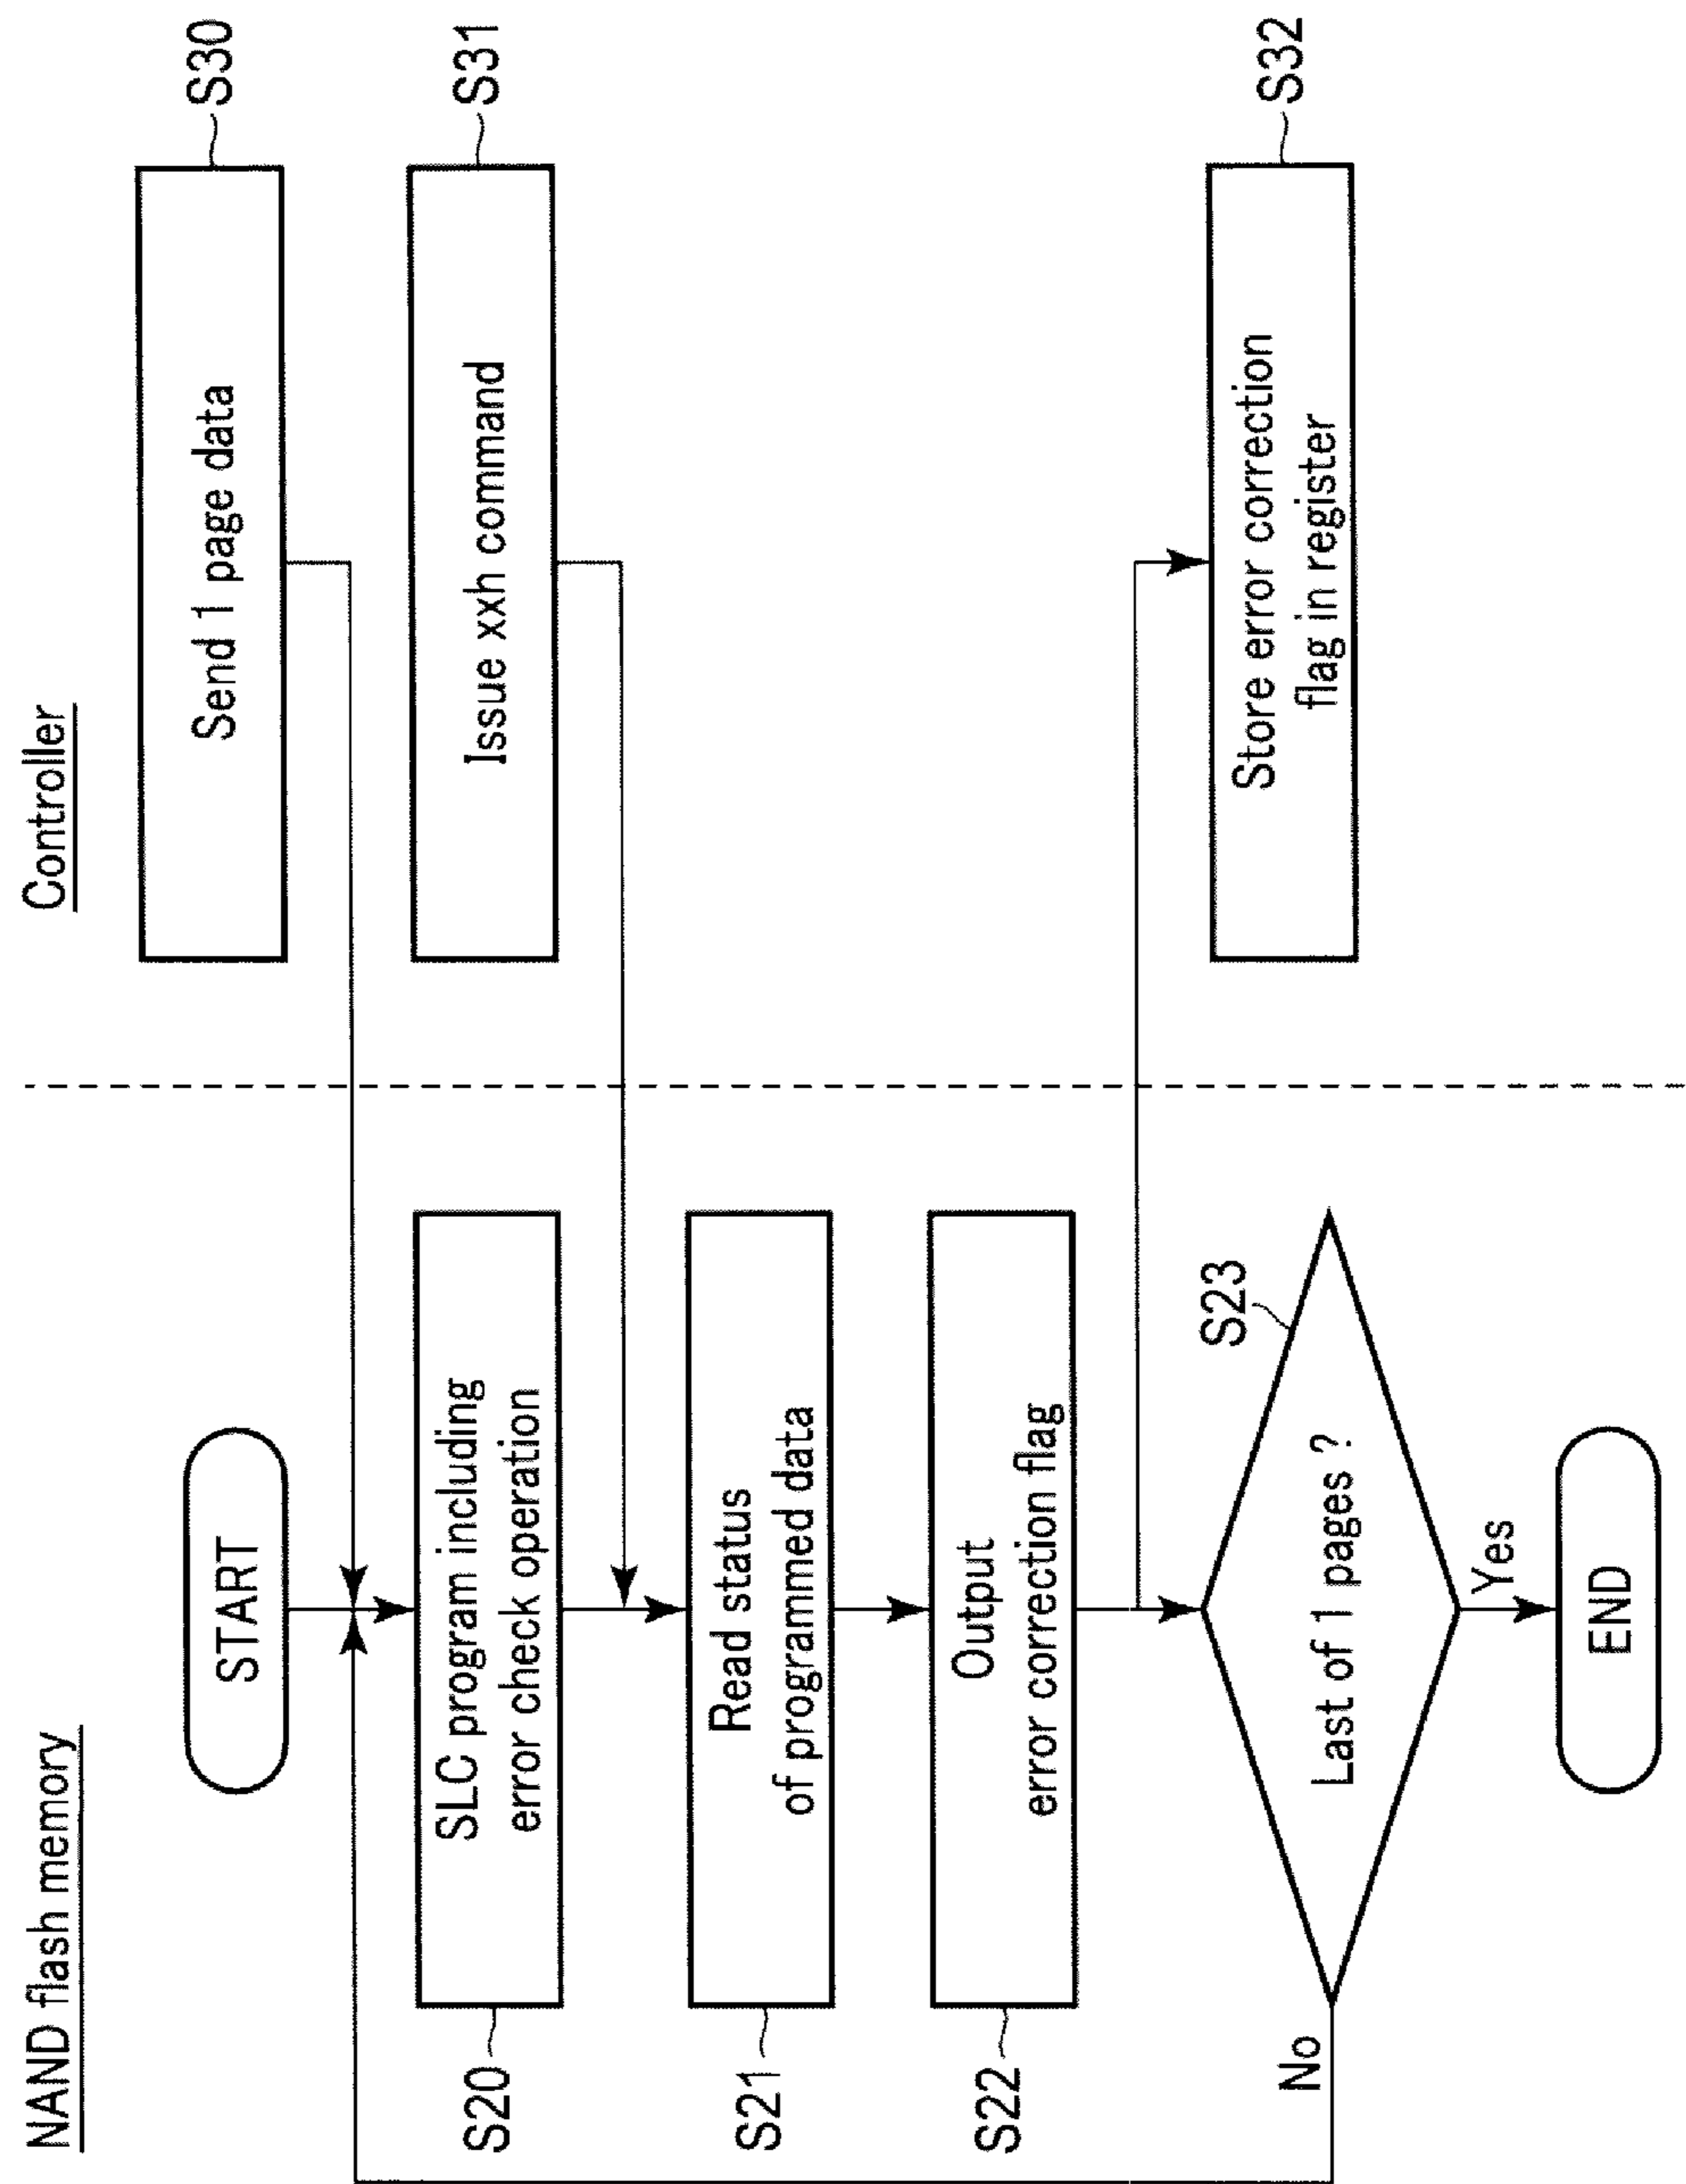 NAND flash memory
Controller
START
Send 1 page data
S30
S20
SLC program including
error check operation
Issue xxh command
S31
S21
Read status
of programmed data
S22
Output
error correction flag
Store error correction
flag in register
S32
S23
Last of 1 pages ?
No
Yes
END